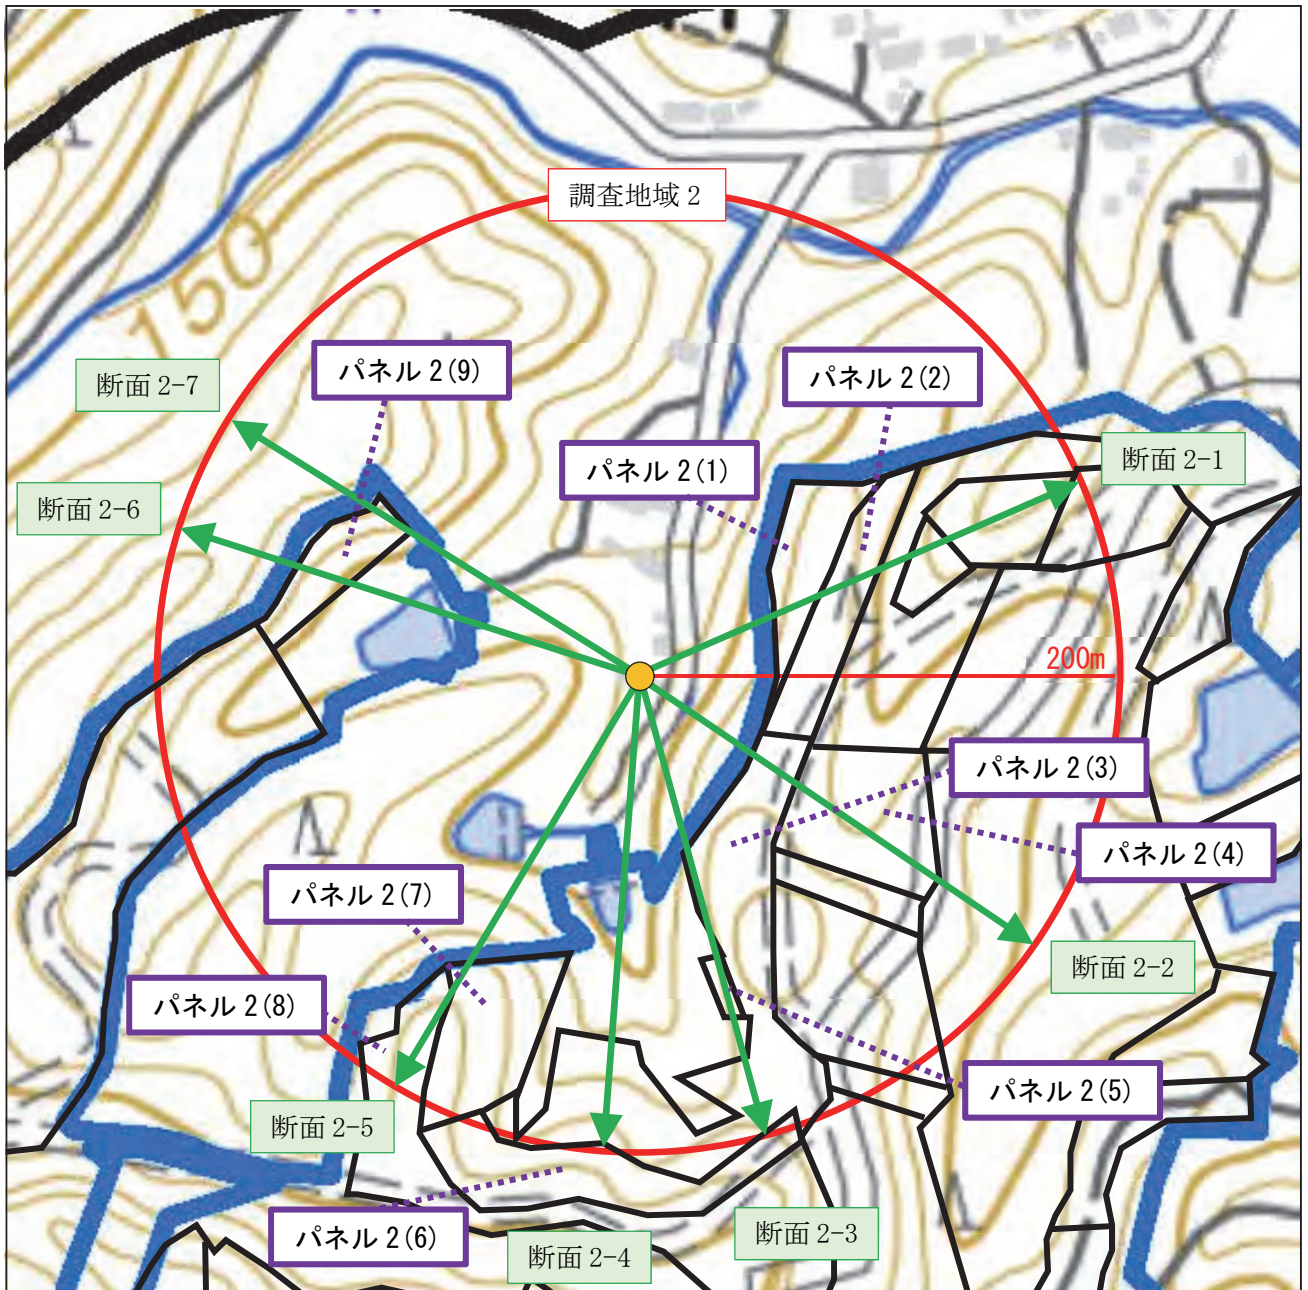 調査地域 2
150
パネル 2(9)
パネル 2(2)
断面 2-7
パネル 2(1)
断面 2-1
断面 2-6
200m
パネル 2(3)
パネル 2(4)
パネル 2(7)
断面 2-2
パネル 2(8)
パネル 2(5)
断面 2-5
パネル 2(6)
断面 2-3
断面 2-4